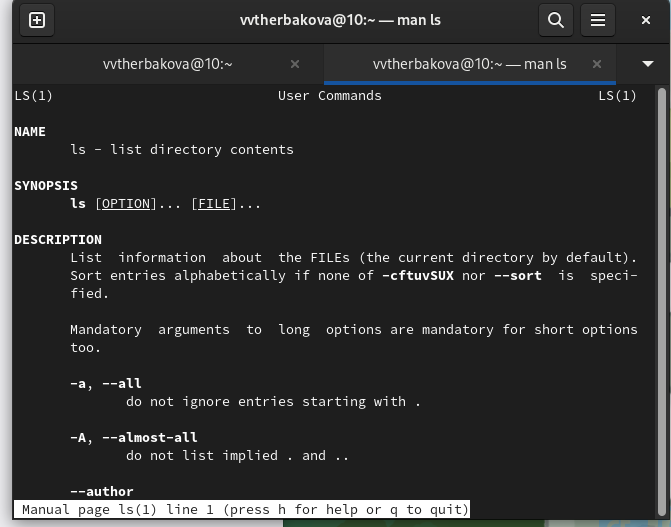 vvtherbakova@10:~ — man ls
vvtherbakova@10:~
vvtherbakova@10:~ — man ls
LS(1) User Commands LS(1)
NAME
ls - list directory contents
SYNOPSIS
ls [OPTION]... [FILE]...
DESCRIPTION
List information about the FILEs (the current directory by default).
Sort entries alphabetically if none of -cftuvSUX nor --sort is speci-
fied.
Mandatory arguments to long options are mandatory for short options
too.
-a, --all
do not ignore entries starting with .
-A, --almost-all
do not list implied . and ..
--author
Manual page ls(1) line 1 (press h for help or q to quit)